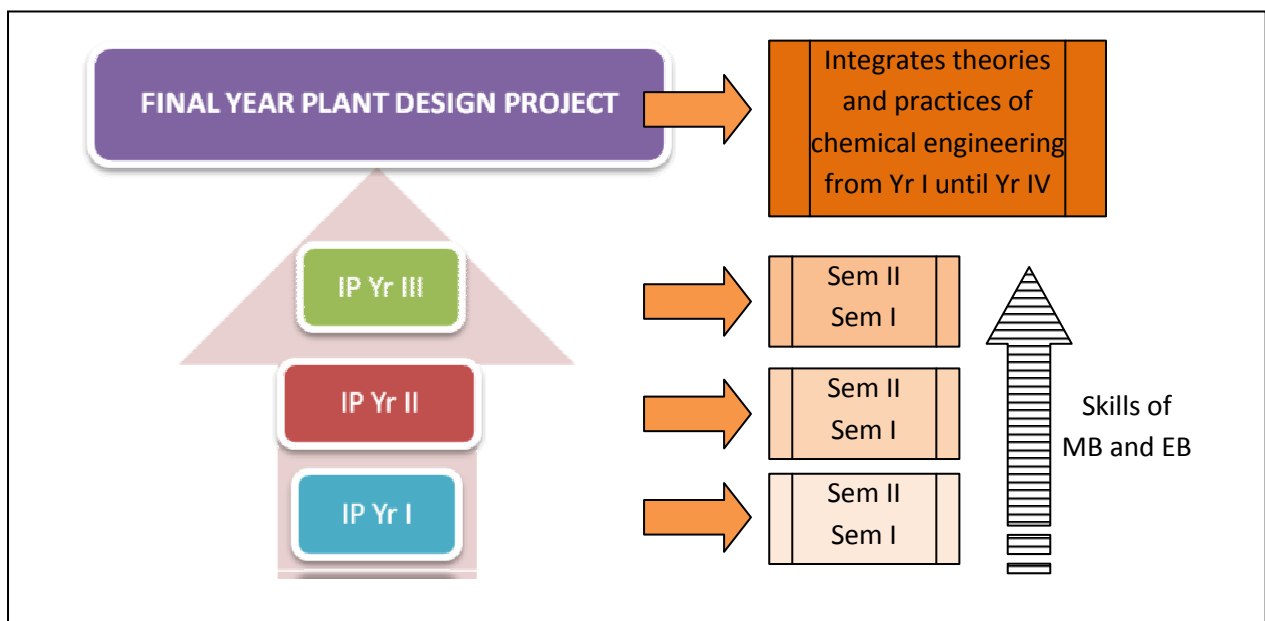 FINAL YEAR PLANT DESIGN PROJECT
Integrates theories
and practices of
chemical engineering
from Yr I until Yr IV
IP Yr III
Sem II
Sem I
IP Yr II
Sem II
Sem I
Skills of
MB and EB
IP Yr I
Sem II
Sem I